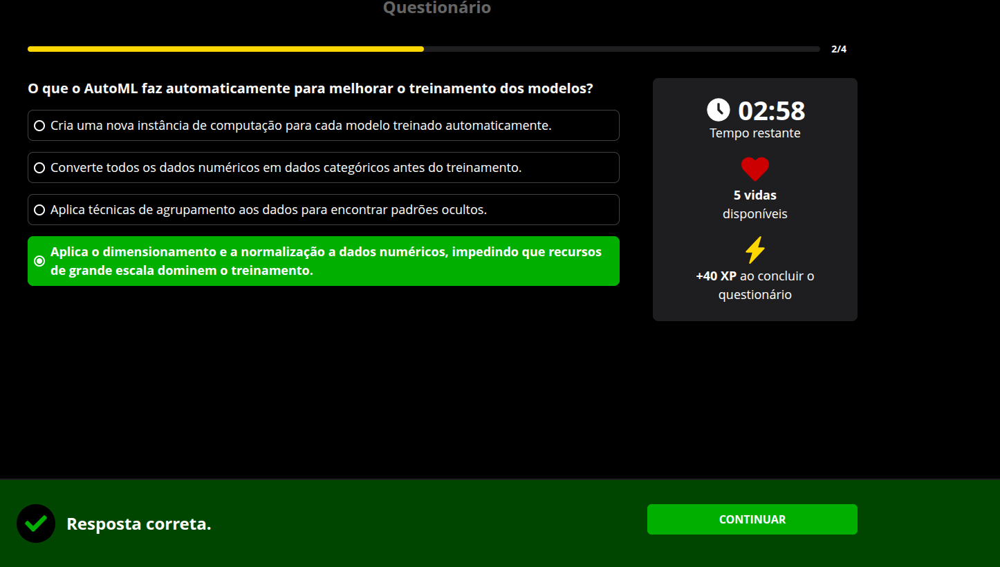 Questionário
2/4
O que o AutoML faz automaticamente para melhorar o treinamento dos modelos?
Cria uma nova instância de computação para cada modelo treinado automaticamente.
Converte todos os dados numéricos em dados categóricos antes do treinamento.
Aplica técnicas de agrupamento aos dados para encontrar padrões ocultos.
Aplica o dimensionamento e a normalização a dados numéricos, impedindo que recursos
de grande escala dominem o treinamento.
02:58
Tempo restante
5 vidas
disponíveis
+40 XP ao concluir o
questionário
Resposta correta.
CONTINUAR